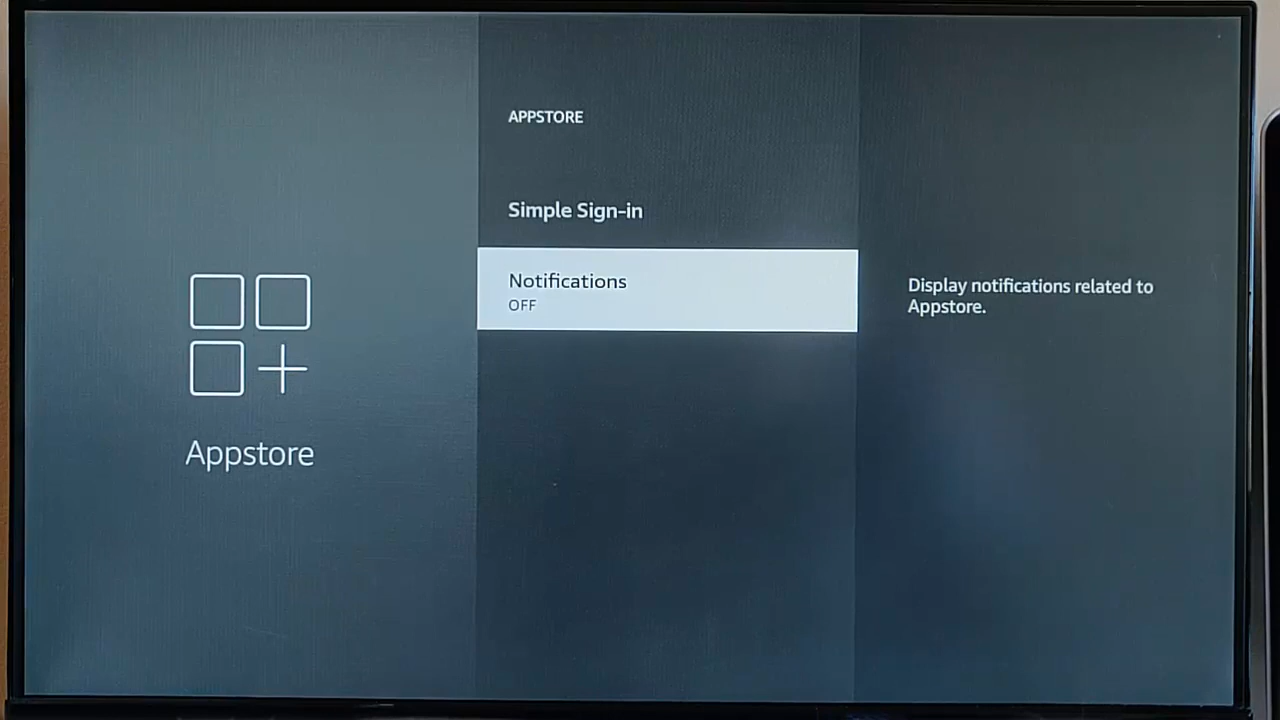 APPSTORE
Simple Sign-in
Notifications
OFF
Display notifications related to
Appstore.
Appstore